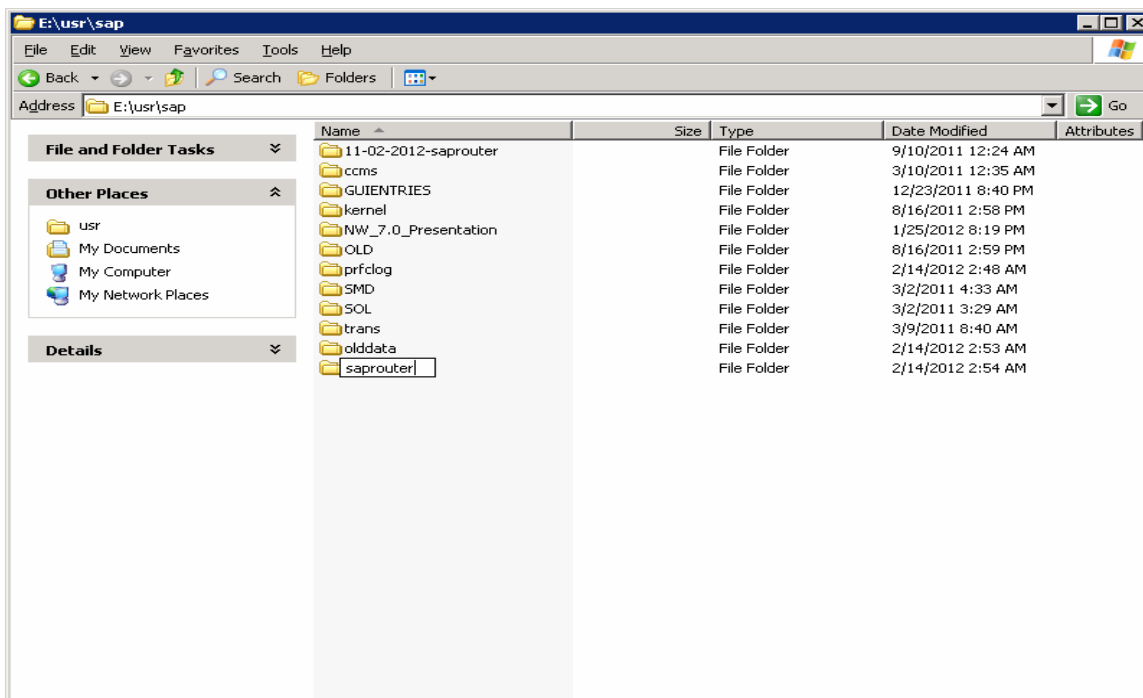 E:\usr\sap
File Edit View Favorites Tools Help
Back Search Folders
Address E:\usr\sap Go
File and Folder Tasks
Other Places
usr
My Documents
My Computer
My Network Places
Details
Name Size Type Date Modified Attributes
11-02-2012-saprouter File Folder 9/10/2011 12:24 AM
ccms File Folder 3/10/2011 12:35 AM
GUIENTRIES File Folder 12/23/2011 8:40 PM
kernel File Folder 8/16/2011 2:58 PM
NW_7.0_Presentation File Folder 1/25/2012 8:19 PM
OLD File Folder 8/16/2011 2:59 PM
prfclog File Folder 2/14/2012 2:48 AM
SMD File Folder 3/2/2011 4:33 AM
SOL File Folder 3/2/2011 3:29 AM
trans File Folder 3/9/2011 8:40 AM
olddata File Folder 2/14/2012 2:53 AM
saprouter File Folder 2/14/2012 2:54 AM